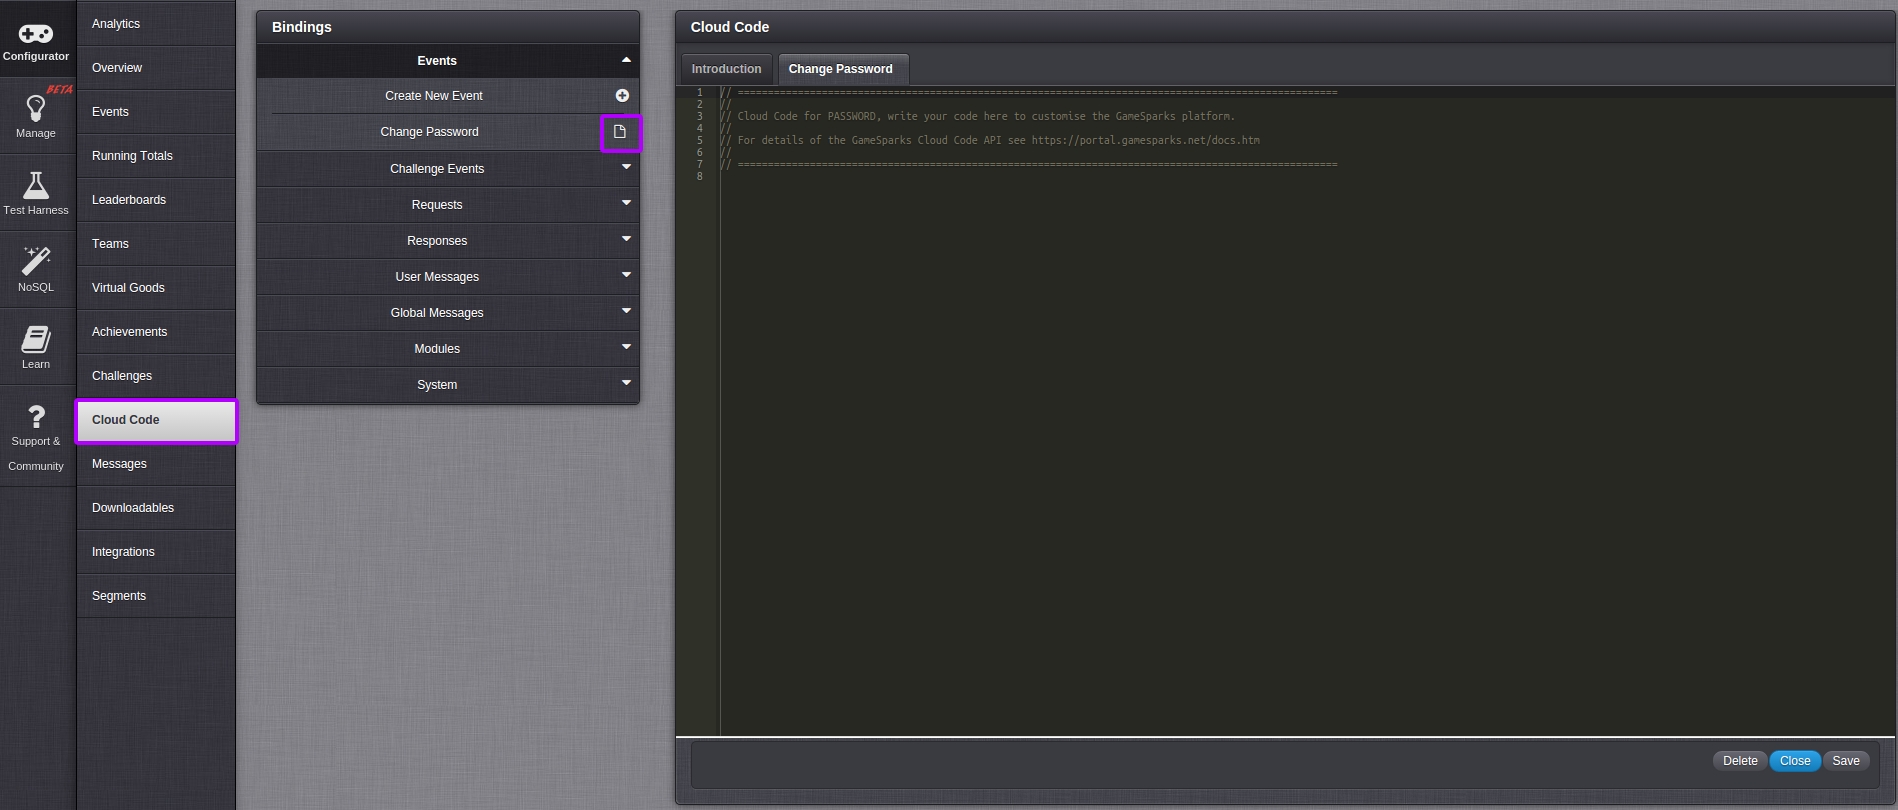 Configurator
BETA
Manage
Test Harness
NoSQL
Learn
Support &
Community
Analytics
Overview
Events
Running Totals
Leaderboards
Teams
Virtual Goods
Achievements
Challenges
Cloud Code
Messages
Downloadables
Integrations
Segments
Bindings
Events
Create New Event
Change Password
Challenge Events
Requests
Responses
User Messages
Global Messages
Modules
System
Cloud Code
Introduction Change Password
1 // ====================================================================================================
2 //
3 // Cloud Code for PASSWORD, write your code here to customise the GameSparks platform.
4 //
5 // For details of the GameSparks Cloud Code API see https://portal.gamesparks.net/docs.htm
6 //
7 // ====================================================================================================
8
Delete Close Save